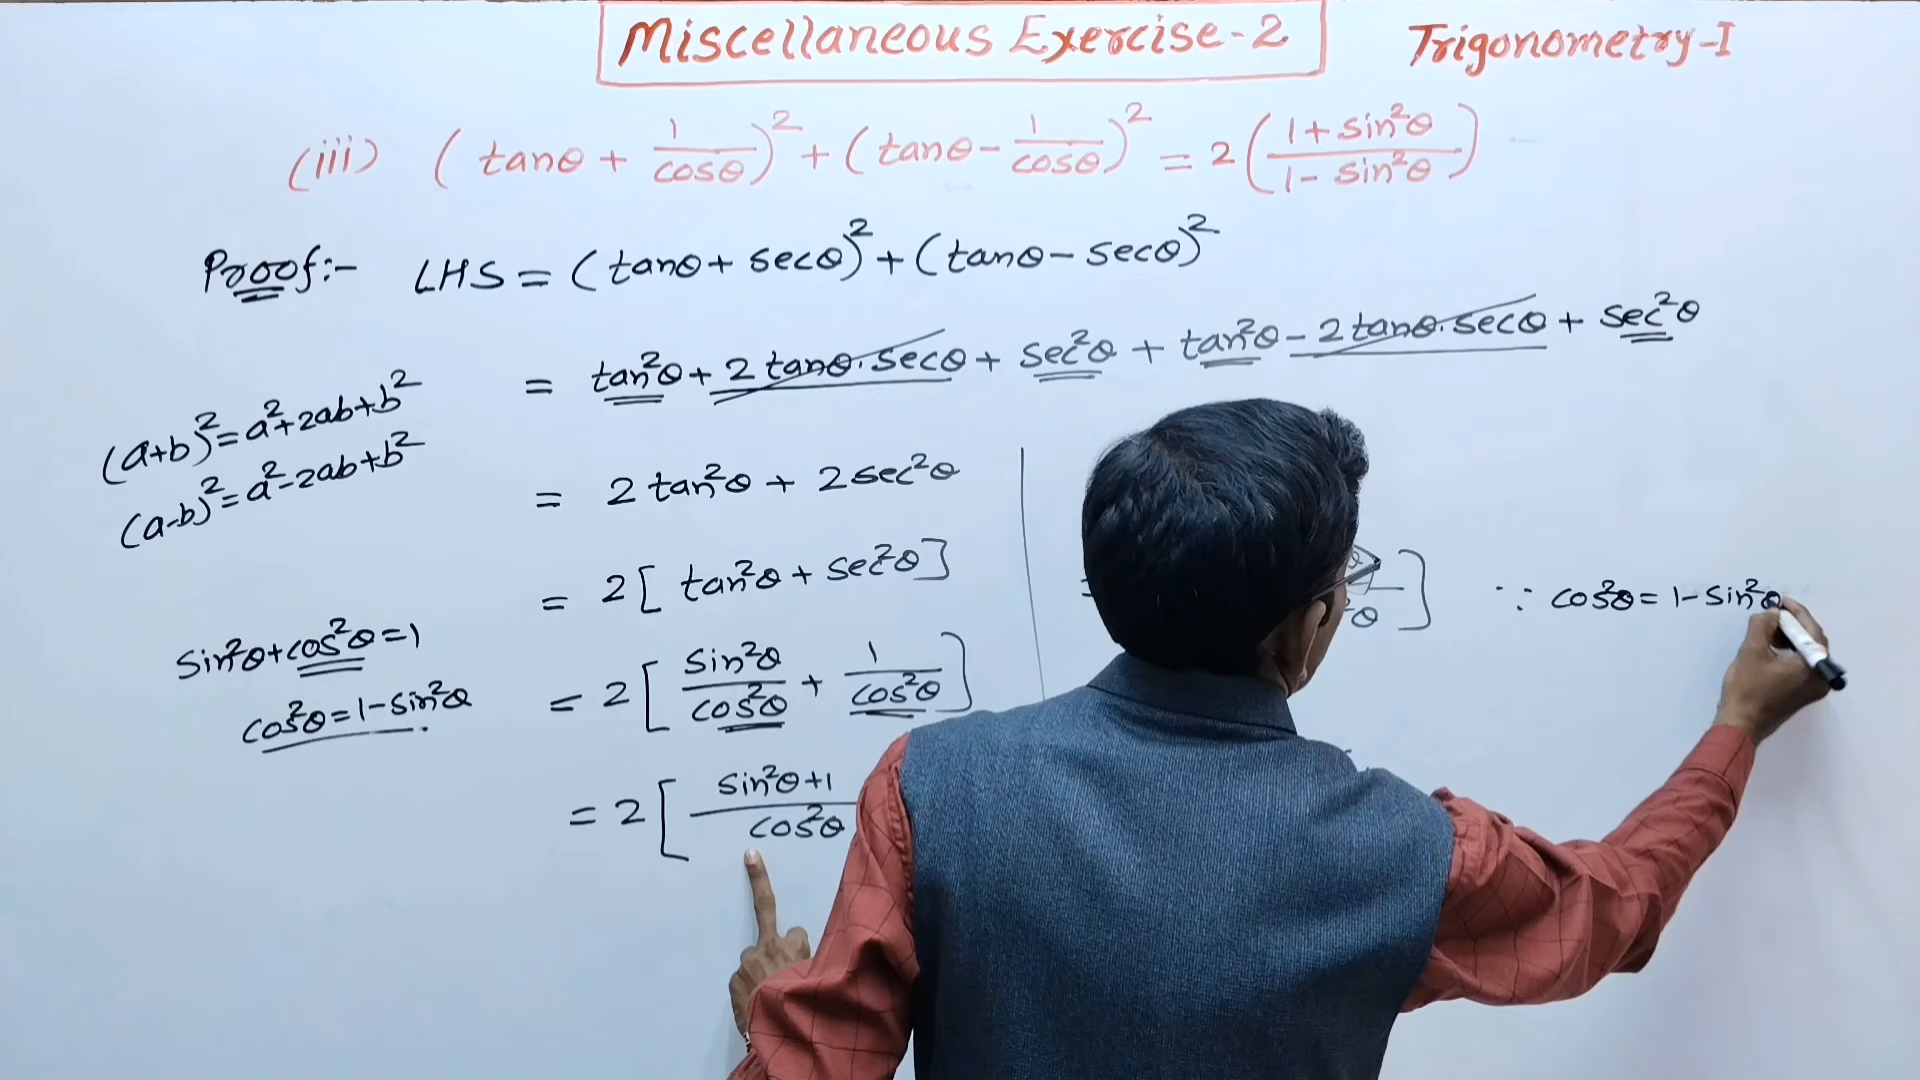 Miscellaneous Exercise-2
Trigonometry-I
(iii) (tanθ + 1/cosθ)² + (tanθ - 1/cosθ)² = 2(1+sin²θ/1-sin²θ)
Proof:- LHS = (tanθ + secθ)² + (tanθ - secθ)²
= tan²θ + 2tanθ.secθ + sec²θ + tan²θ - 2tanθ.secθ + sec²θ
(a+b)² = a²+2ab+b²
(a-b)² = a²-2ab+b²
= 2tan²θ + 2sec²θ
= 2[tan²θ + sec²θ]
sin²θ+cos²θ=1
cos²θ=1-sin²θ
= 2[sin²θ/cos²θ + 1/cos²θ]
= 2[sin²θ+1/cos²θ
∵ cos²θ = 1-sin²θ